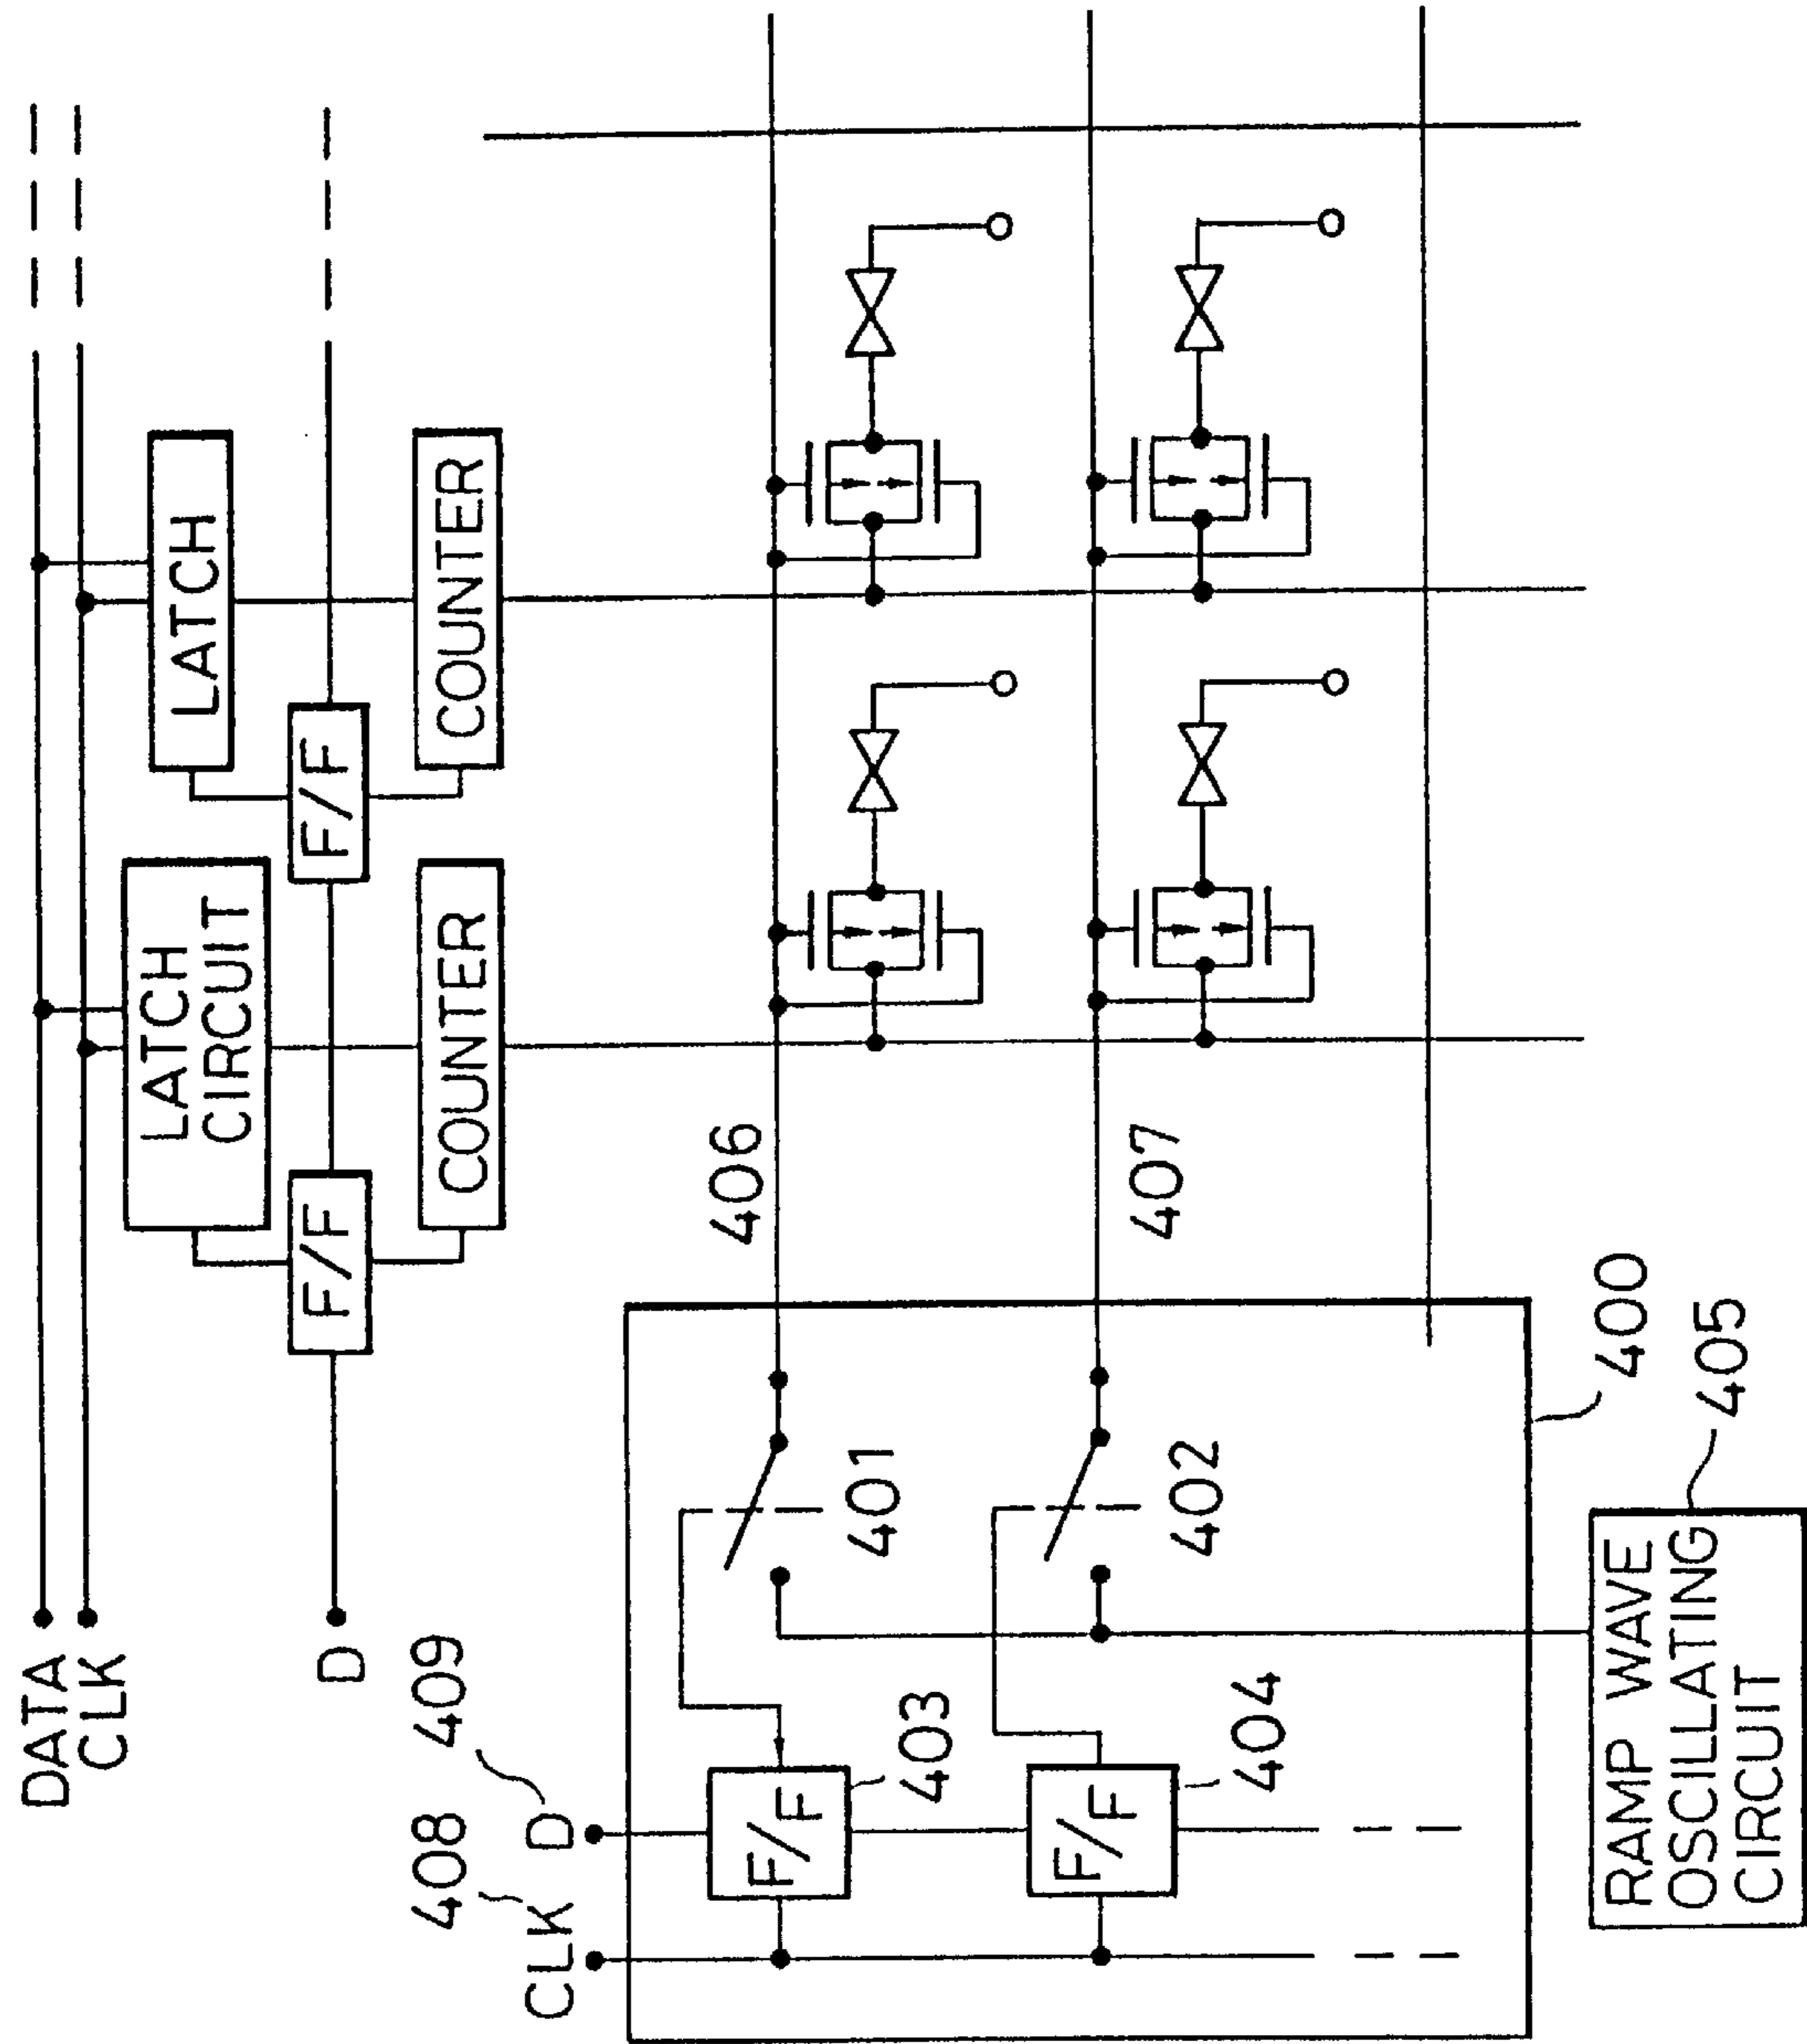 DATA
CLK
D
LATCH
CIRCUIT
LATCH
F/F
F/F
COUNTER
COUNTER
406
407
408
409
CLK
D
F/F
403
F/F
404
401
402
400
405
RAMP WAVE
OSCILLATING
CIRCUIT